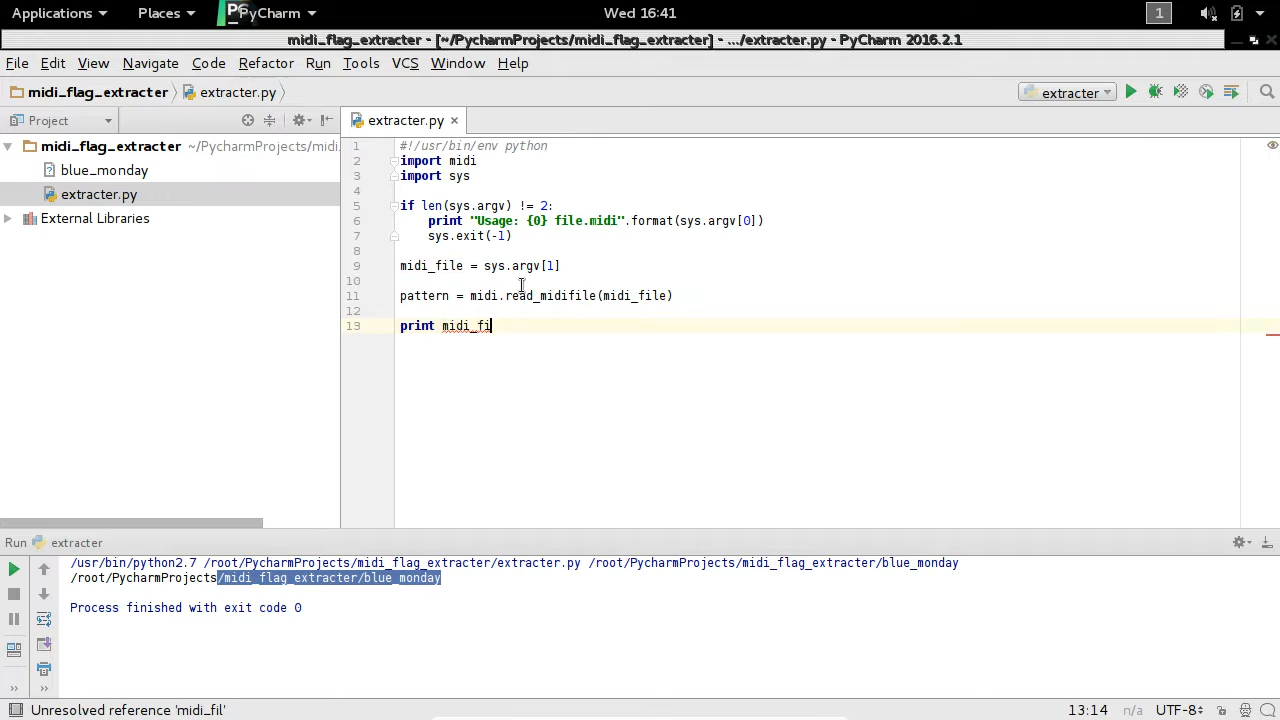 Applications Places PyCharm Wed 16:41 1
midi_flag_extracter - [~/PycharmProjects/midi_flag_extracter] - .../extracter.py - PyCharm 2016.2.1
File Edit View Navigate Code Refactor Run Tools VCS Window Help
midi_flag_extracter extracter.py extracter
Project extracter.py
midi_flag_extracter ~/PycharmProjects/midi
blue_monday
extracter.py
External Libraries
1 #!/usr/bin/env python
2 import midi
3 import sys
4
5 if len(sys.argv) != 2:
6 print "Usage: {0} file.midi".format(sys.argv[0])
7 sys.exit(-1)
8
9 midi_file = sys.argv[1]
10
11 pattern = midi.read_midifile(midi_file)
12
13 print midi_fi
Run extracter
/usr/bin/python2.7 /root/PycharmProjects/midi_flag_extracter/extracter.py /root/PycharmProjects/midi_flag_extracter/blue_monday
/root/PycharmProjects/midi_flag_extracter/blue_monday
Process finished with exit code 0
Unresolved reference 'midi_fil' 13:14 n/a UTF-8